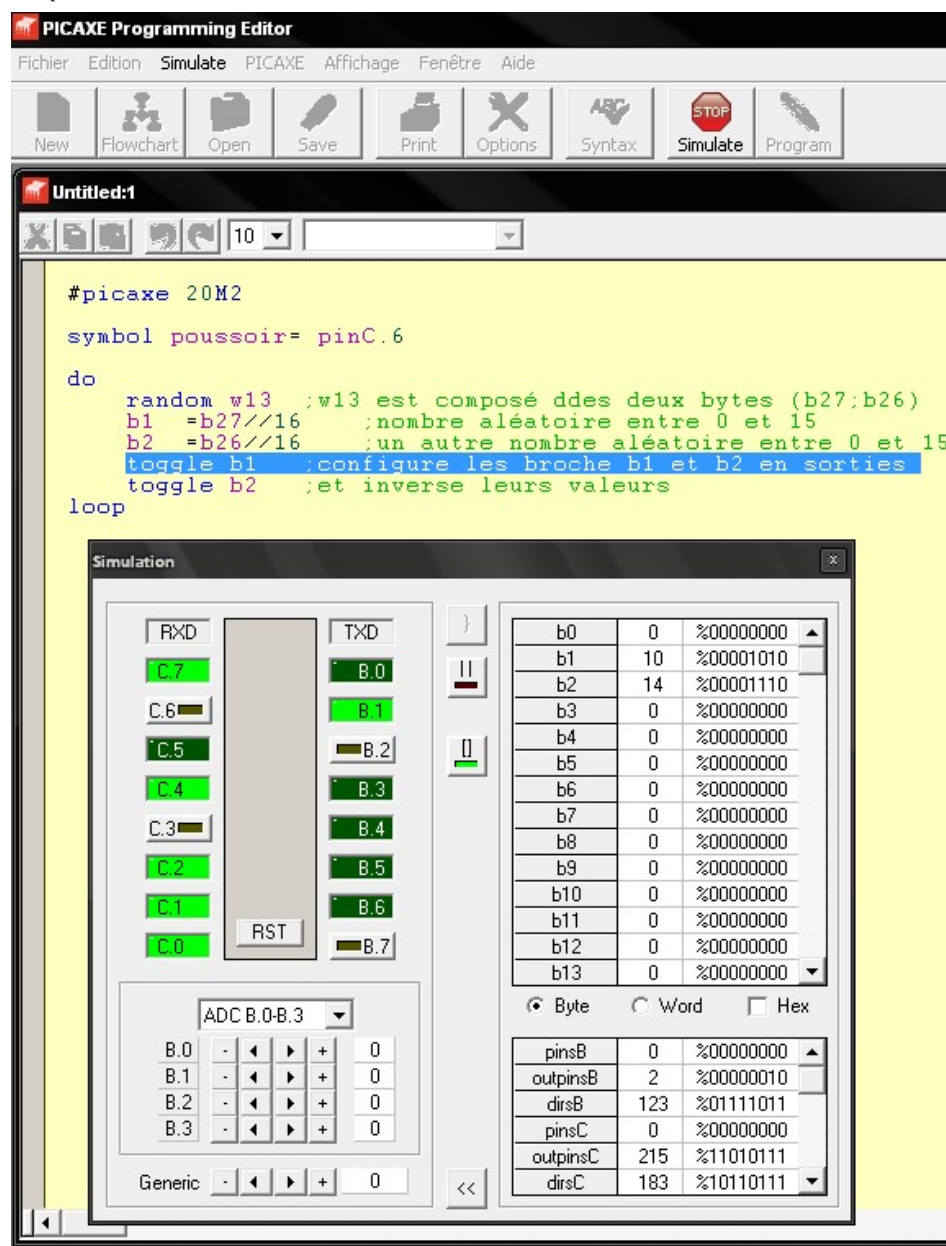 PICAXE Programming Editor
Fichier Edition Simulate PICAXE Affichage Fenêtre Aide
ABC STOP
New Flowchart Open Save Print Options Syntax Simulate Program
Untitled:1
10
#picaxe 20M2
symbol poussoir= pinC.6
do
random w13 ;w13 est composé ddes deux bytes (b27;b26)
b1 =b27//16 ;nombre aléatoire entre 0 et 15
b2 =b26//16 ;un autre nombre aléatoire entre 0 et 15
toggle b1 ;configure les broche b1 et b2 en sorties
toggle b2 ;et inverse leurs valeurs
loop
Simulation
RXD TXD
C.7 B.0
C.6 B.1
C.5 B.2
C.4 B.3
C.3 B.4
C.2 B.5
C.1 B.6
C.0 RST B.7
ADC B.0-B.3
B.0 - + 0
B.1 - + 0
B.2 - + 0
B.3 - + 0
Generic - + 0
}
||
[]
<<
b0 0 %00000000
b1 10 %00001010
b2 14 %00001110
b3 0 %00000000
b4 0 %00000000
b5 0 %00000000
b6 0 %00000000
b7 0 %00000000
b8 0 %00000000
b9 0 %00000000
b10 0 %00000000
b11 0 %00000000
b12 0 %00000000
b13 0 %00000000
Byte Word Hex
pinsB 0 %00000000
outpinsB 2 %00000010
dirsB 123 %01111011
pinsC 0 %00000000
outpinsC 215 %11010111
dirsC 183 %10110111